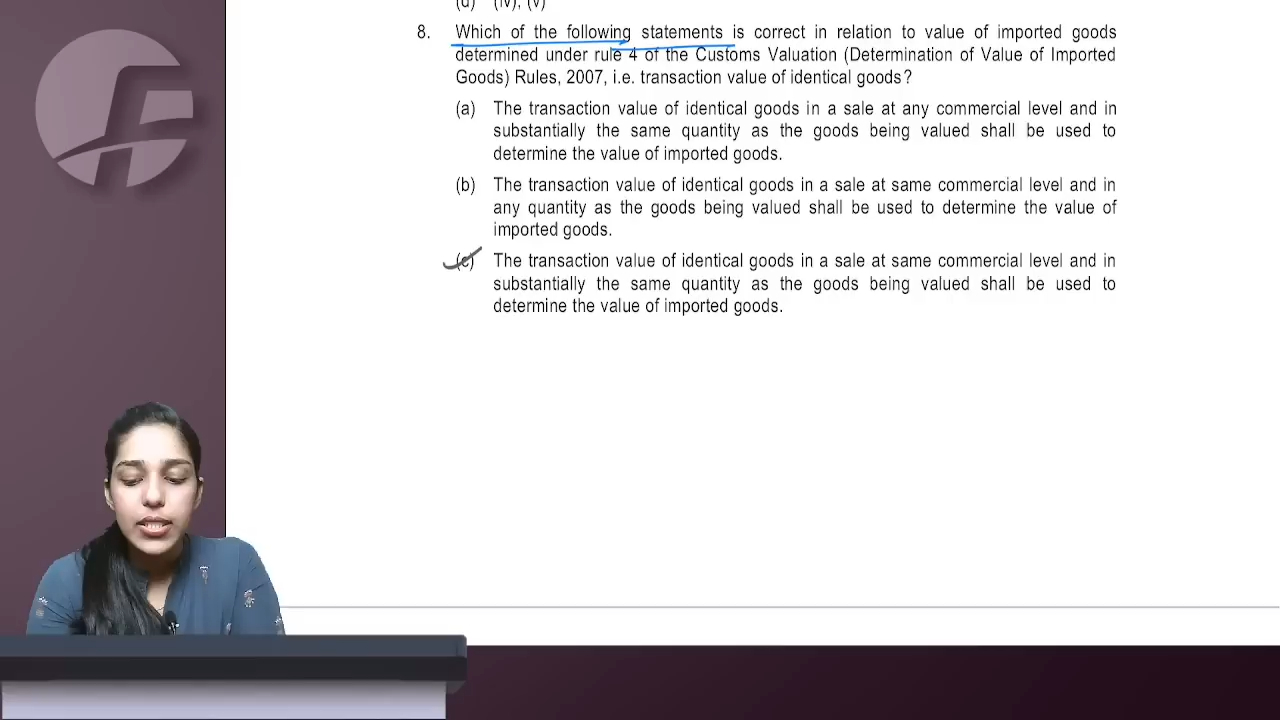 (d) (iv), (v)
8. Which of the following statements is correct in relation to value of imported goods
determined under rule 4 of the Customs Valuation (Determination of Value of Imported
Goods) Rules, 2007, i.e. transaction value of identical goods?
(a) The transaction value of identical goods in a sale at any commercial level and in
substantially the same quantity as the goods being valued shall be used to
determine the value of imported goods.
(b) The transaction value of identical goods in a sale at same commercial level and in
any quantity as the goods being valued shall be used to determine the value of
imported goods.
(c) The transaction value of identical goods in a sale at same commercial level and in
substantially the same quantity as the goods being valued shall be used to
determine the value of imported goods.